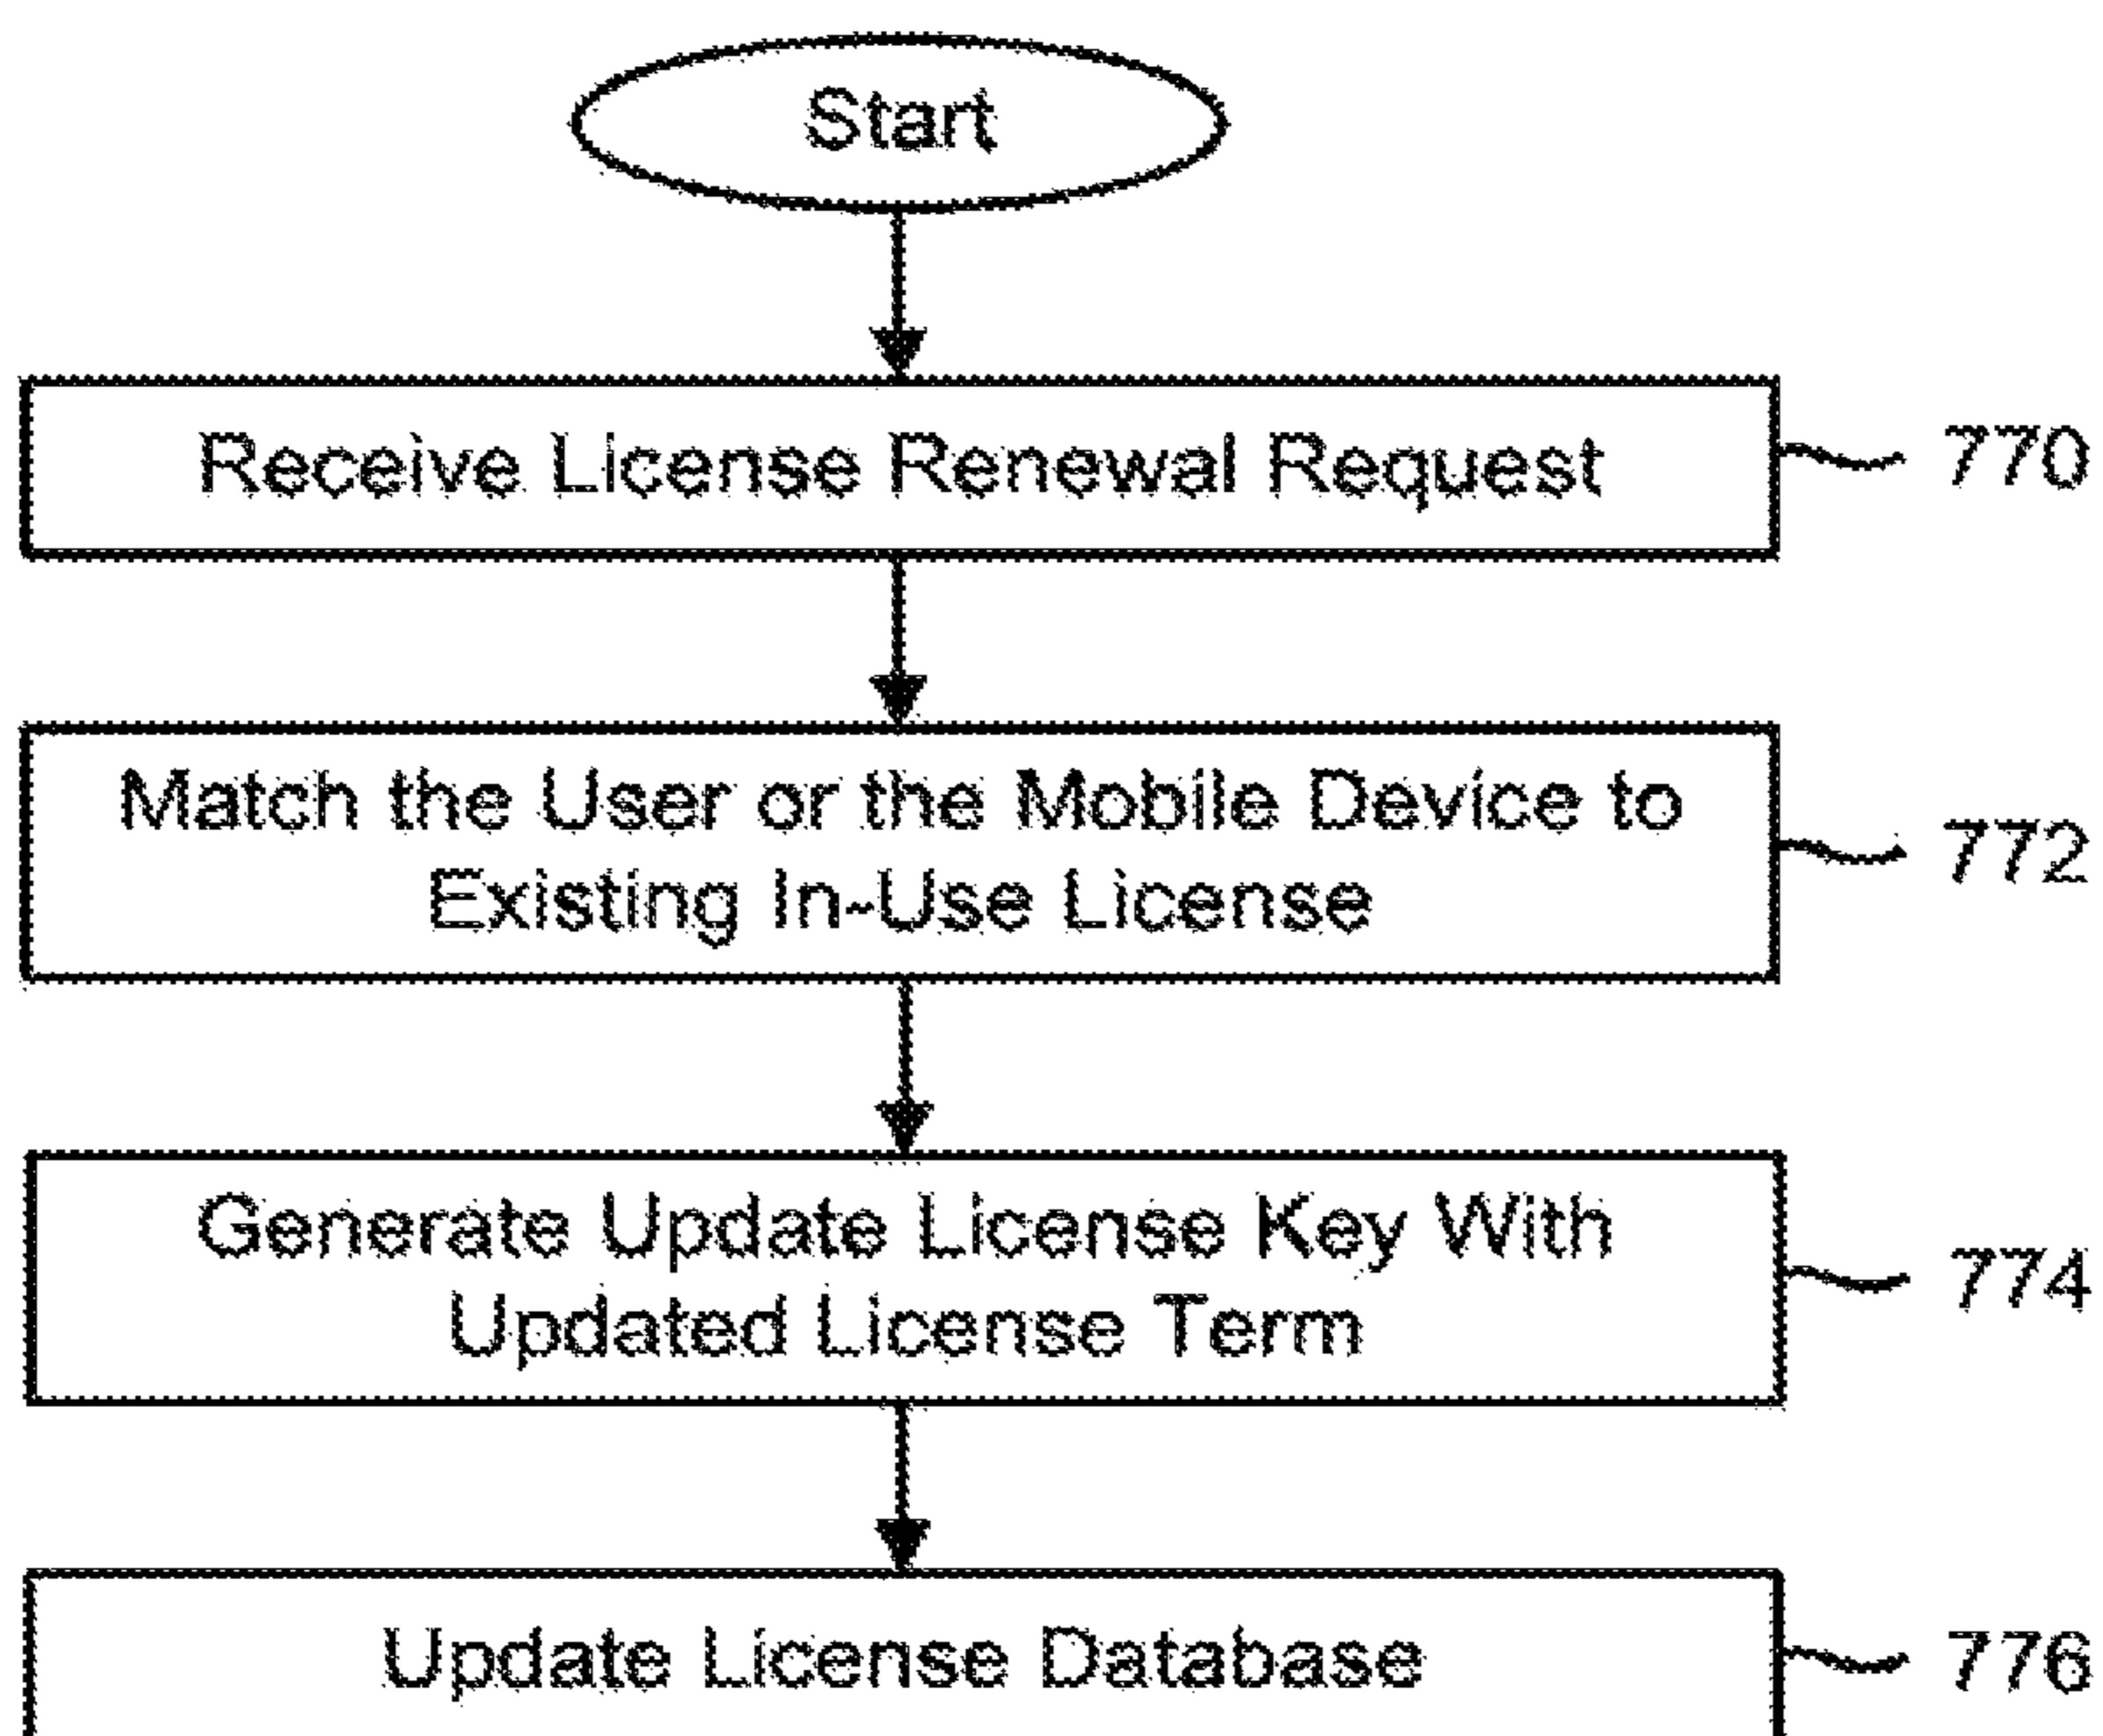 Start
Receive License Renewal Request
770
Match the User or the Mobile Device to
Existing In-Use License
772
Generate Update License Key With
Updated License Term
774
Update License Database
776